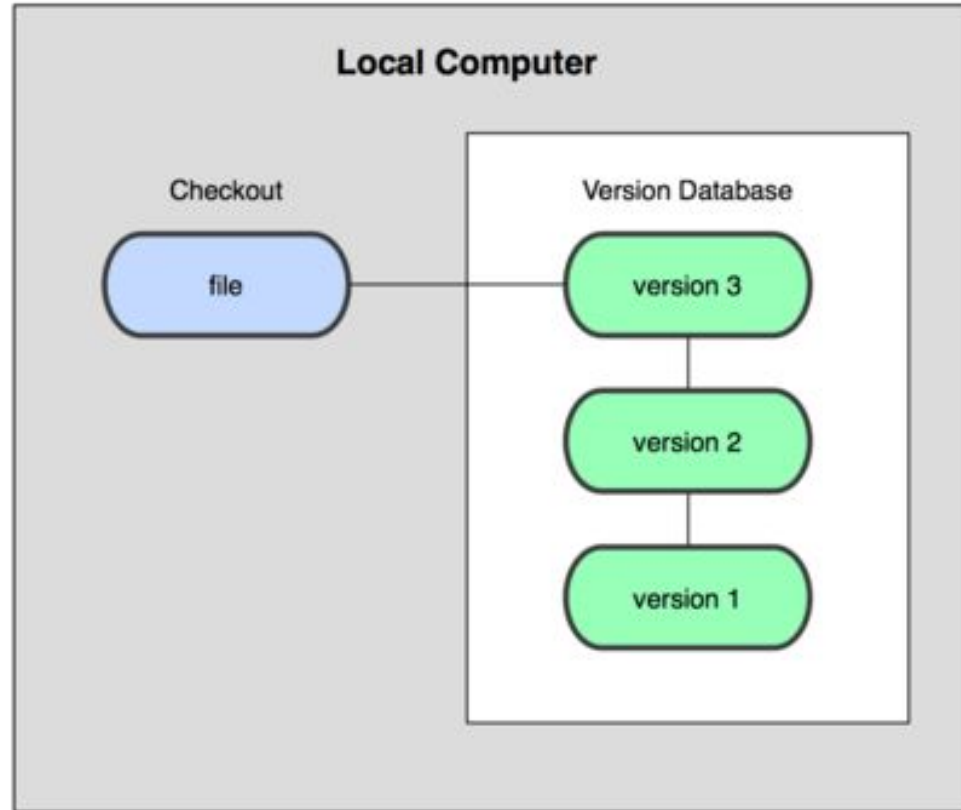 Local Computer
Checkout
Version Database
file
version 3
version 2
version 1